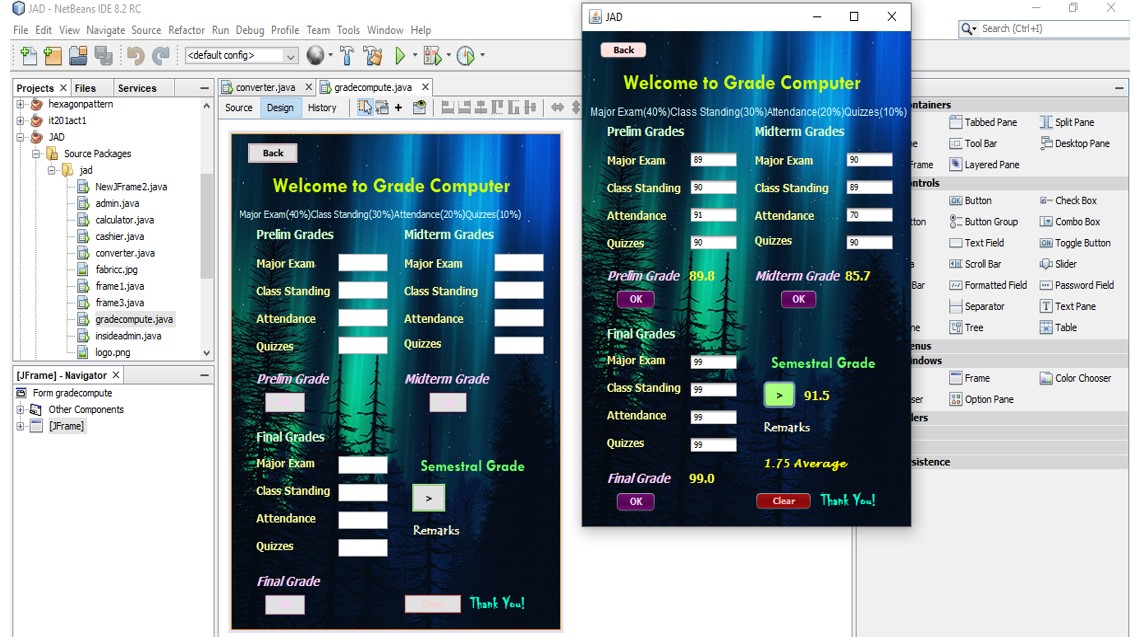 JAD - NetBeans IDE 8.2 RC
File Edit View Navigate Source Refactor Run Debug Profile Team Tools Window Help
Search (Ctrl+I)
<default config>
Projects Files Services
hexagonpattern
it201act1
JAD
Source Packages
jad
NewJFrame2.java
admin.java
calculator.java
cashier.java
converter.java
fabricc.jpg
frame1.java
frame3.java
gradecompute.java
insideadmin.java
logo.png
[JFrame] - Navigator
Form gradecompute
Other Components
[JFrame]
converter.java gradecompute.java
Source Design History
Back
Welcome to Grade Computer
Major Exam(40%)Class Standing(30%)Attendance(20%)Quizzes(10%)
Prelim Grades Midterm Grades
Major Exam Major Exam
Class Standing Class Standing
Attendance Attendance
Quizzes Quizzes
Prelim Grade Midterm Grade
Final Grades
Major Exam
Semestral Grade
Class Standing
>
Attendance
Remarks
Quizzes
Final Grade
Thank You!
JAD
Back
Welcome to Grade Computer
Major Exam(40%)Class Standing(30%)Attendance(20%)Quizzes(10%)
Prelim Grades Midterm Grades
Major Exam 89 Major Exam 90
Class Standing 90 Class Standing 89
Attendance 91 Attendance 70
Quizzes 90 Quizzes 90
Prelim Grade 89.8 Midterm Grade 85.7
OK OK
Final Grades
Major Exam 99 Semestral Grade
Class Standing 99 > 91.5
Attendance 99 Remarks
Quizzes 99
1.75 Average
Final Grade 99.0
OK Clear Thank You!
ontainers
Tabbed Pane Split Pane
Tool Bar Desktop Pane
Frame Layered Pane
ontrols
Button Check Box
tton Button Group Combo Box
Text Field Toggle Button
Scroll Bar Slider
Bar Formatted Field Password Field
Separator Text Pane
ne Tree Table
enus
indows
Frame Color Chooser
ser Option Pane
lers
sistence